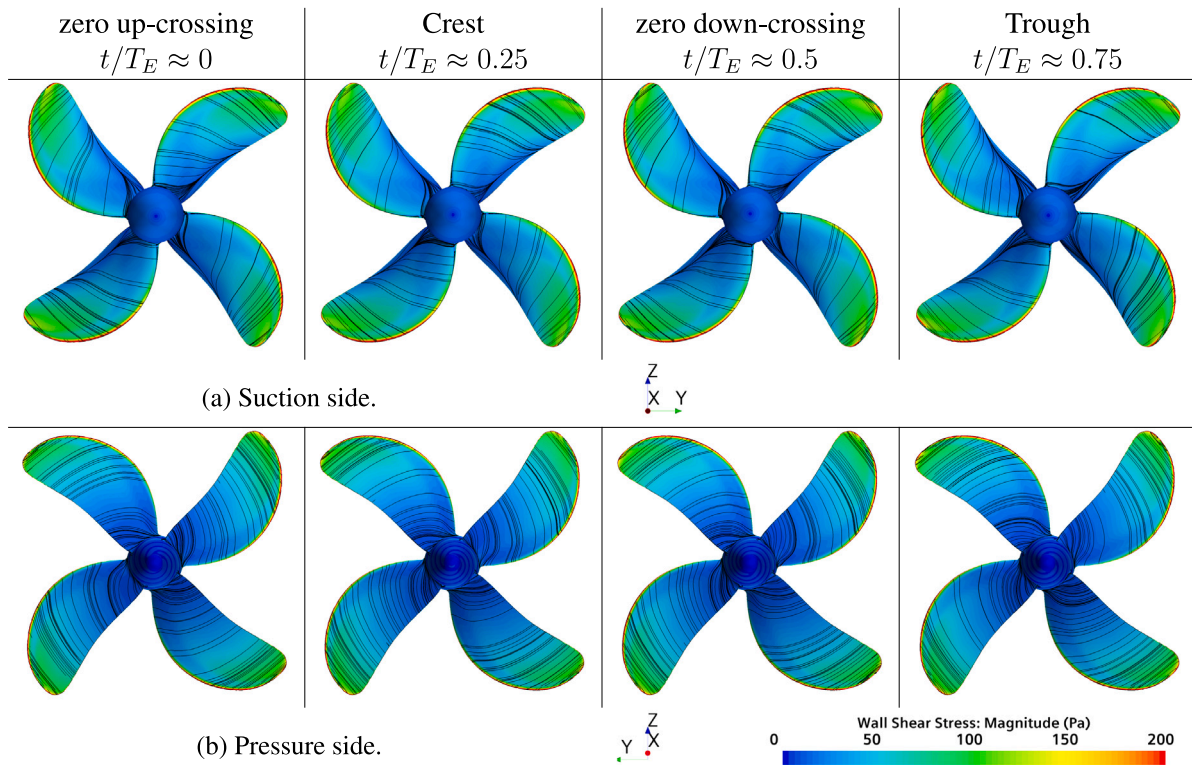 zero up-crossing Crest zero down-crossing Trough
t/T_E ≈ 0 t/T_E ≈ 0.25 t/T_E ≈ 0.5 t/T_E ≈ 0.75
(a) Suction side.
Z
X Y
(b) Pressure side.
Z
X
Y
Wall Shear Stress: Magnitude (Pa)
0 50 100 150 200